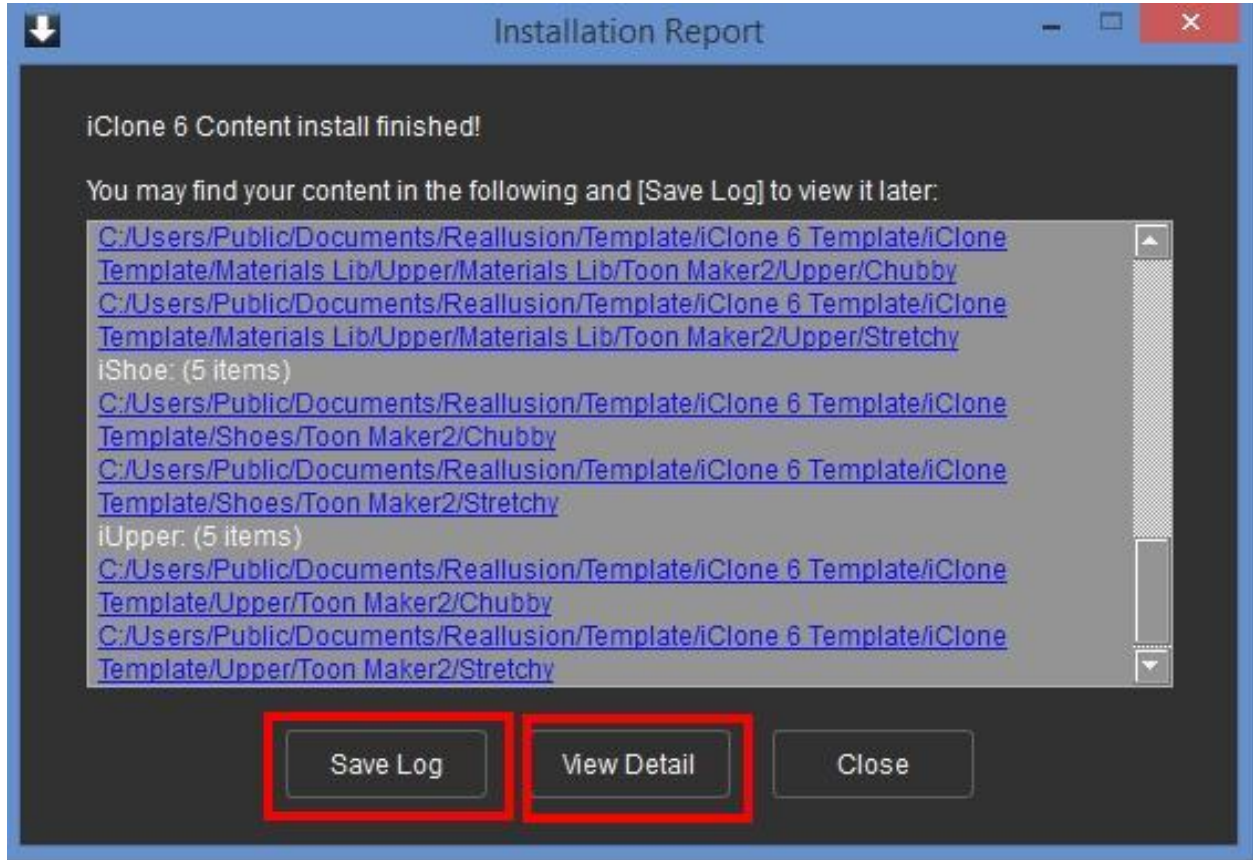 Installation Report
iClone 6 Content install finished!
You may find your content in the following and [Save Log] to view it later:
C:/Users/Public/Documents/Reallusion/Template/iClone 6 Template/iClone
Template/Materials Lib/Upper/Materials Lib/Toon Maker2/Upper/Chubby
C:/Users/Public/Documents/Reallusion/Template/iClone 6 Template/iClone
Template/Materials Lib/Upper/Materials Lib/Toon Maker2/Upper/Stretchy
iShoe: (5 items)
C:/Users/Public/Documents/Reallusion/Template/iClone 6 Template/iClone
Template/Shoes/Toon Maker2/Chubby
C:/Users/Public/Documents/Reallusion/Template/iClone 6 Template/iClone
Template/Shoes/Toon Maker2/Stretchy
iUpper: (5 items)
C:/Users/Public/Documents/Reallusion/Template/iClone 6 Template/iClone
Template/Upper/Toon Maker2/Chubby
C:/Users/Public/Documents/Reallusion/Template/iClone 6 Template/iClone
Template/Upper/Toon Maker2/Stretchy
Save Log View Detail Close